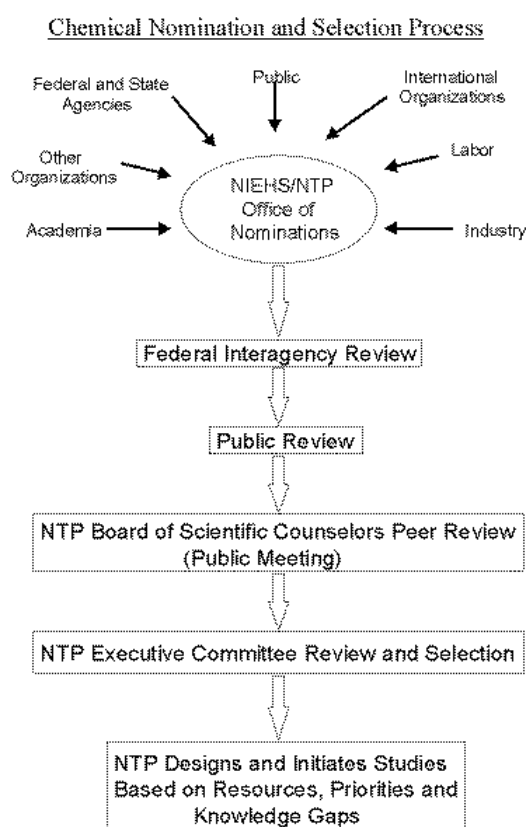 Chemical Nomination and Selection Process
Public
Federal and State
Agencies
International
Organizations
Other
Organizations
Labor
NIEHS/NTP
Office of
Nominations
Academia
Industry
Federal Interagency Review
Public Review
NTP Board of Scientific Counselors Peer Review
(Public Meeting)
NTP Executive Committee Review and Selection
NTP Designs and Initiates Studies
Based on Resources, Priorities and
Knowledge Gaps